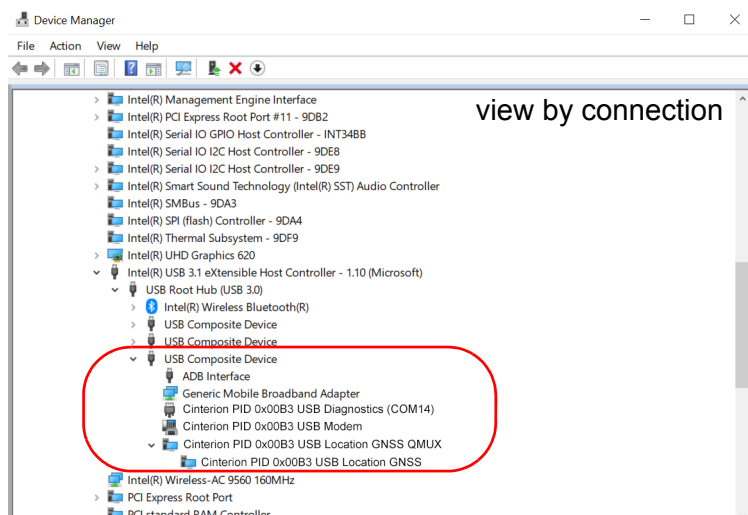 Device Manager
File Action View Help
view by connection
Intel(R) Management Engine Interface
Intel(R) PCI Express Root Port #11 - 9DB2
Intel(R) Serial IO GPIO Host Controller - INT34BB
Intel(R) Serial IO I2C Host Controller - 9DE8
Intel(R) Serial IO I2C Host Controller - 9DE9
Intel(R) Smart Sound Technology (Intel(R) SST) Audio Controller
Intel(R) SMBus - 9DA3
Intel(R) SPI (flash) Controller - 9DA4
Intel(R) Thermal Subsystem - 9DF9
Intel(R) UHD Graphics 620
Intel(R) USB 3.1 eXtensible Host Controller - 1.10 (Microsoft)
USB Root Hub (USB 3.0)
Intel(R) Wireless Bluetooth(R)
USB Composite Device
USB Composite Device
USB Composite Device
ADB Interface
Generic Mobile Broadband Adapter
Cinterion PID 0x00B3 USB Diagnostics (COM14)
Cinterion PID 0x00B3 USB Modem
Cinterion PID 0x00B3 USB Location GNSS QMUX
Cinterion PID 0x00B3 USB Location GNSS
Intel(R) Wireless-AC 9560 160MHz
PCI Express Root Port
PCI standard RAM Controller